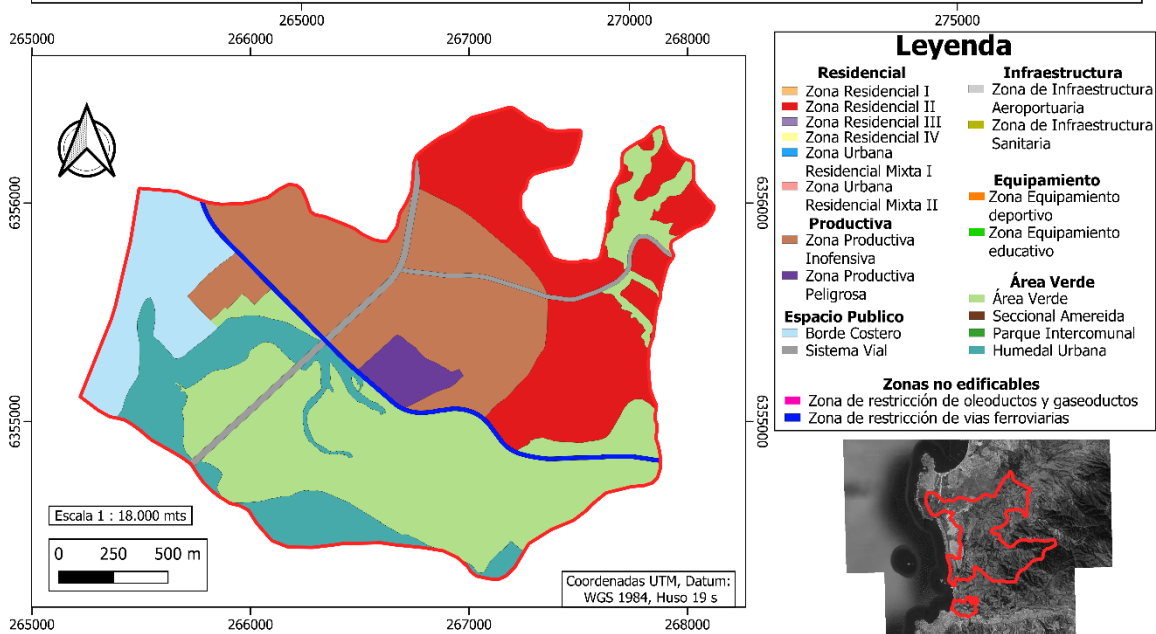 265000 270000 275000
265000 266000 267000 268000
6356000
6355000
6356000
6355000
Escala 1 : 18.000 mts
0 250 500 m
Coordenadas UTM, Datum:
WGS 1984, Huso 19 s
265000 266000 267000 268000
Leyenda
Residencial
Zona Residencial I
Zona Residencial II
Zona Residencial III
Zona Residencial IV
Zona Urbana
Residencial Mixta I
Zona Urbana
Residencial Mixta II
Productiva
Zona Productiva
Inofensiva
Zona Productiva
Peligrosa
Espacio Publico
Borde Costero
Sistema Vial
Infraestructura
Zona de Infraestructura
Aeroportuaria
Zona de Infraestructura
Sanitaria
Equipamiento
Zona Equipamiento
deportivo
Zona Equipamiento
educativo
Área Verde
Área Verde
Seccional Amereida
Parque Intercomunal
Humedal Urbana
Zonas no edificables
Zona de restricción de oleoductos y gaseoductos
Zona de restricción de vias ferroviarias